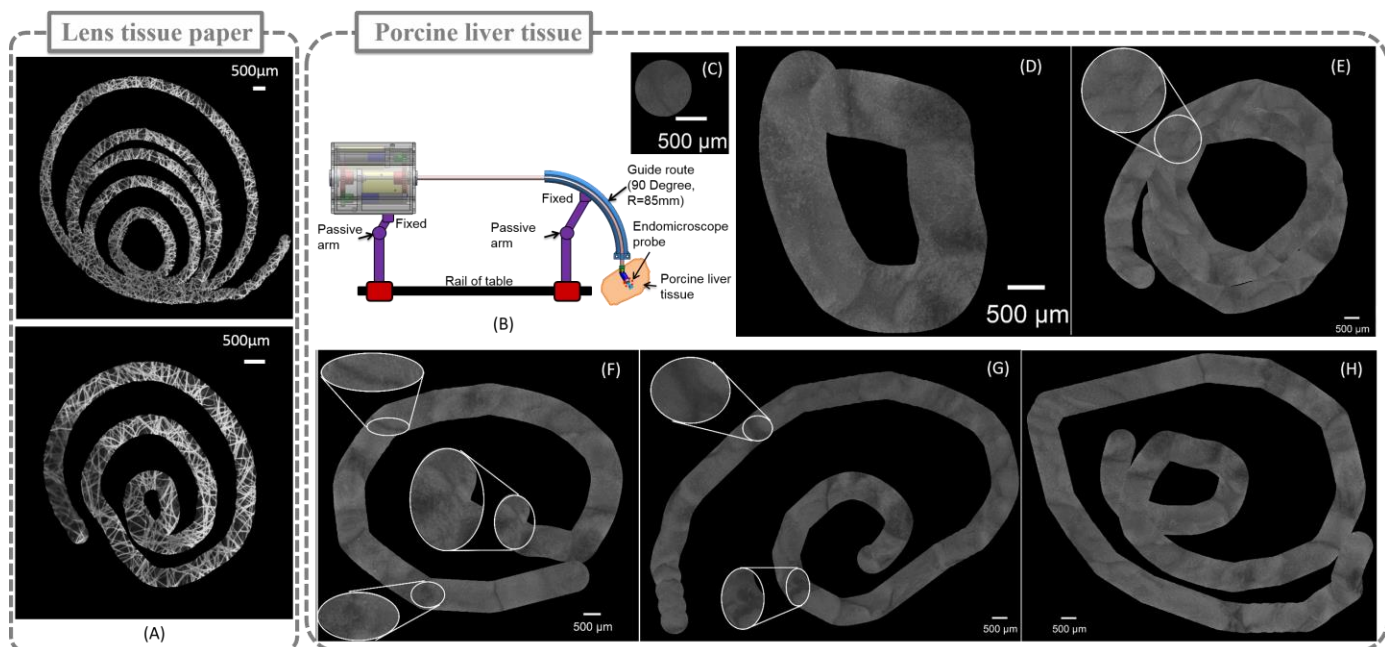 Lens tissue paper
500µm
500µm
(A)
Porcine liver tissue
(B)
Fixed
Passive
arm
Rail of table
Passive
arm
Fixed
Guide route
(90 Degree,
R=85mm)
Endomicroscope
probe
Porcine liver
tissue
(C)
500 µm
(D)
500 µm
(E)
500 µm
(F)
500 µm
(G)
500 µm
(H)
500 µm